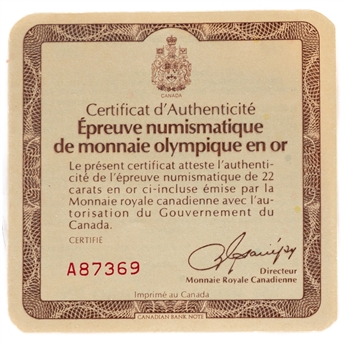 CANADA
Certificat d'Authenticité
Épreuve numismatique
de monnaie olympique en or
Le présent certificat atteste l'authenti-
cité de l'épreuve numismatique de 22
carats en or ci-incluse émise par la
Monnaie royale canadienne avec l'au-
torisation du Gouvernement du
Canada.
CERTIFIÉ
A87369
Directeur
Monnaie Royale Canadienne
Imprimé au Canada
CANADIAN BANK NOTE